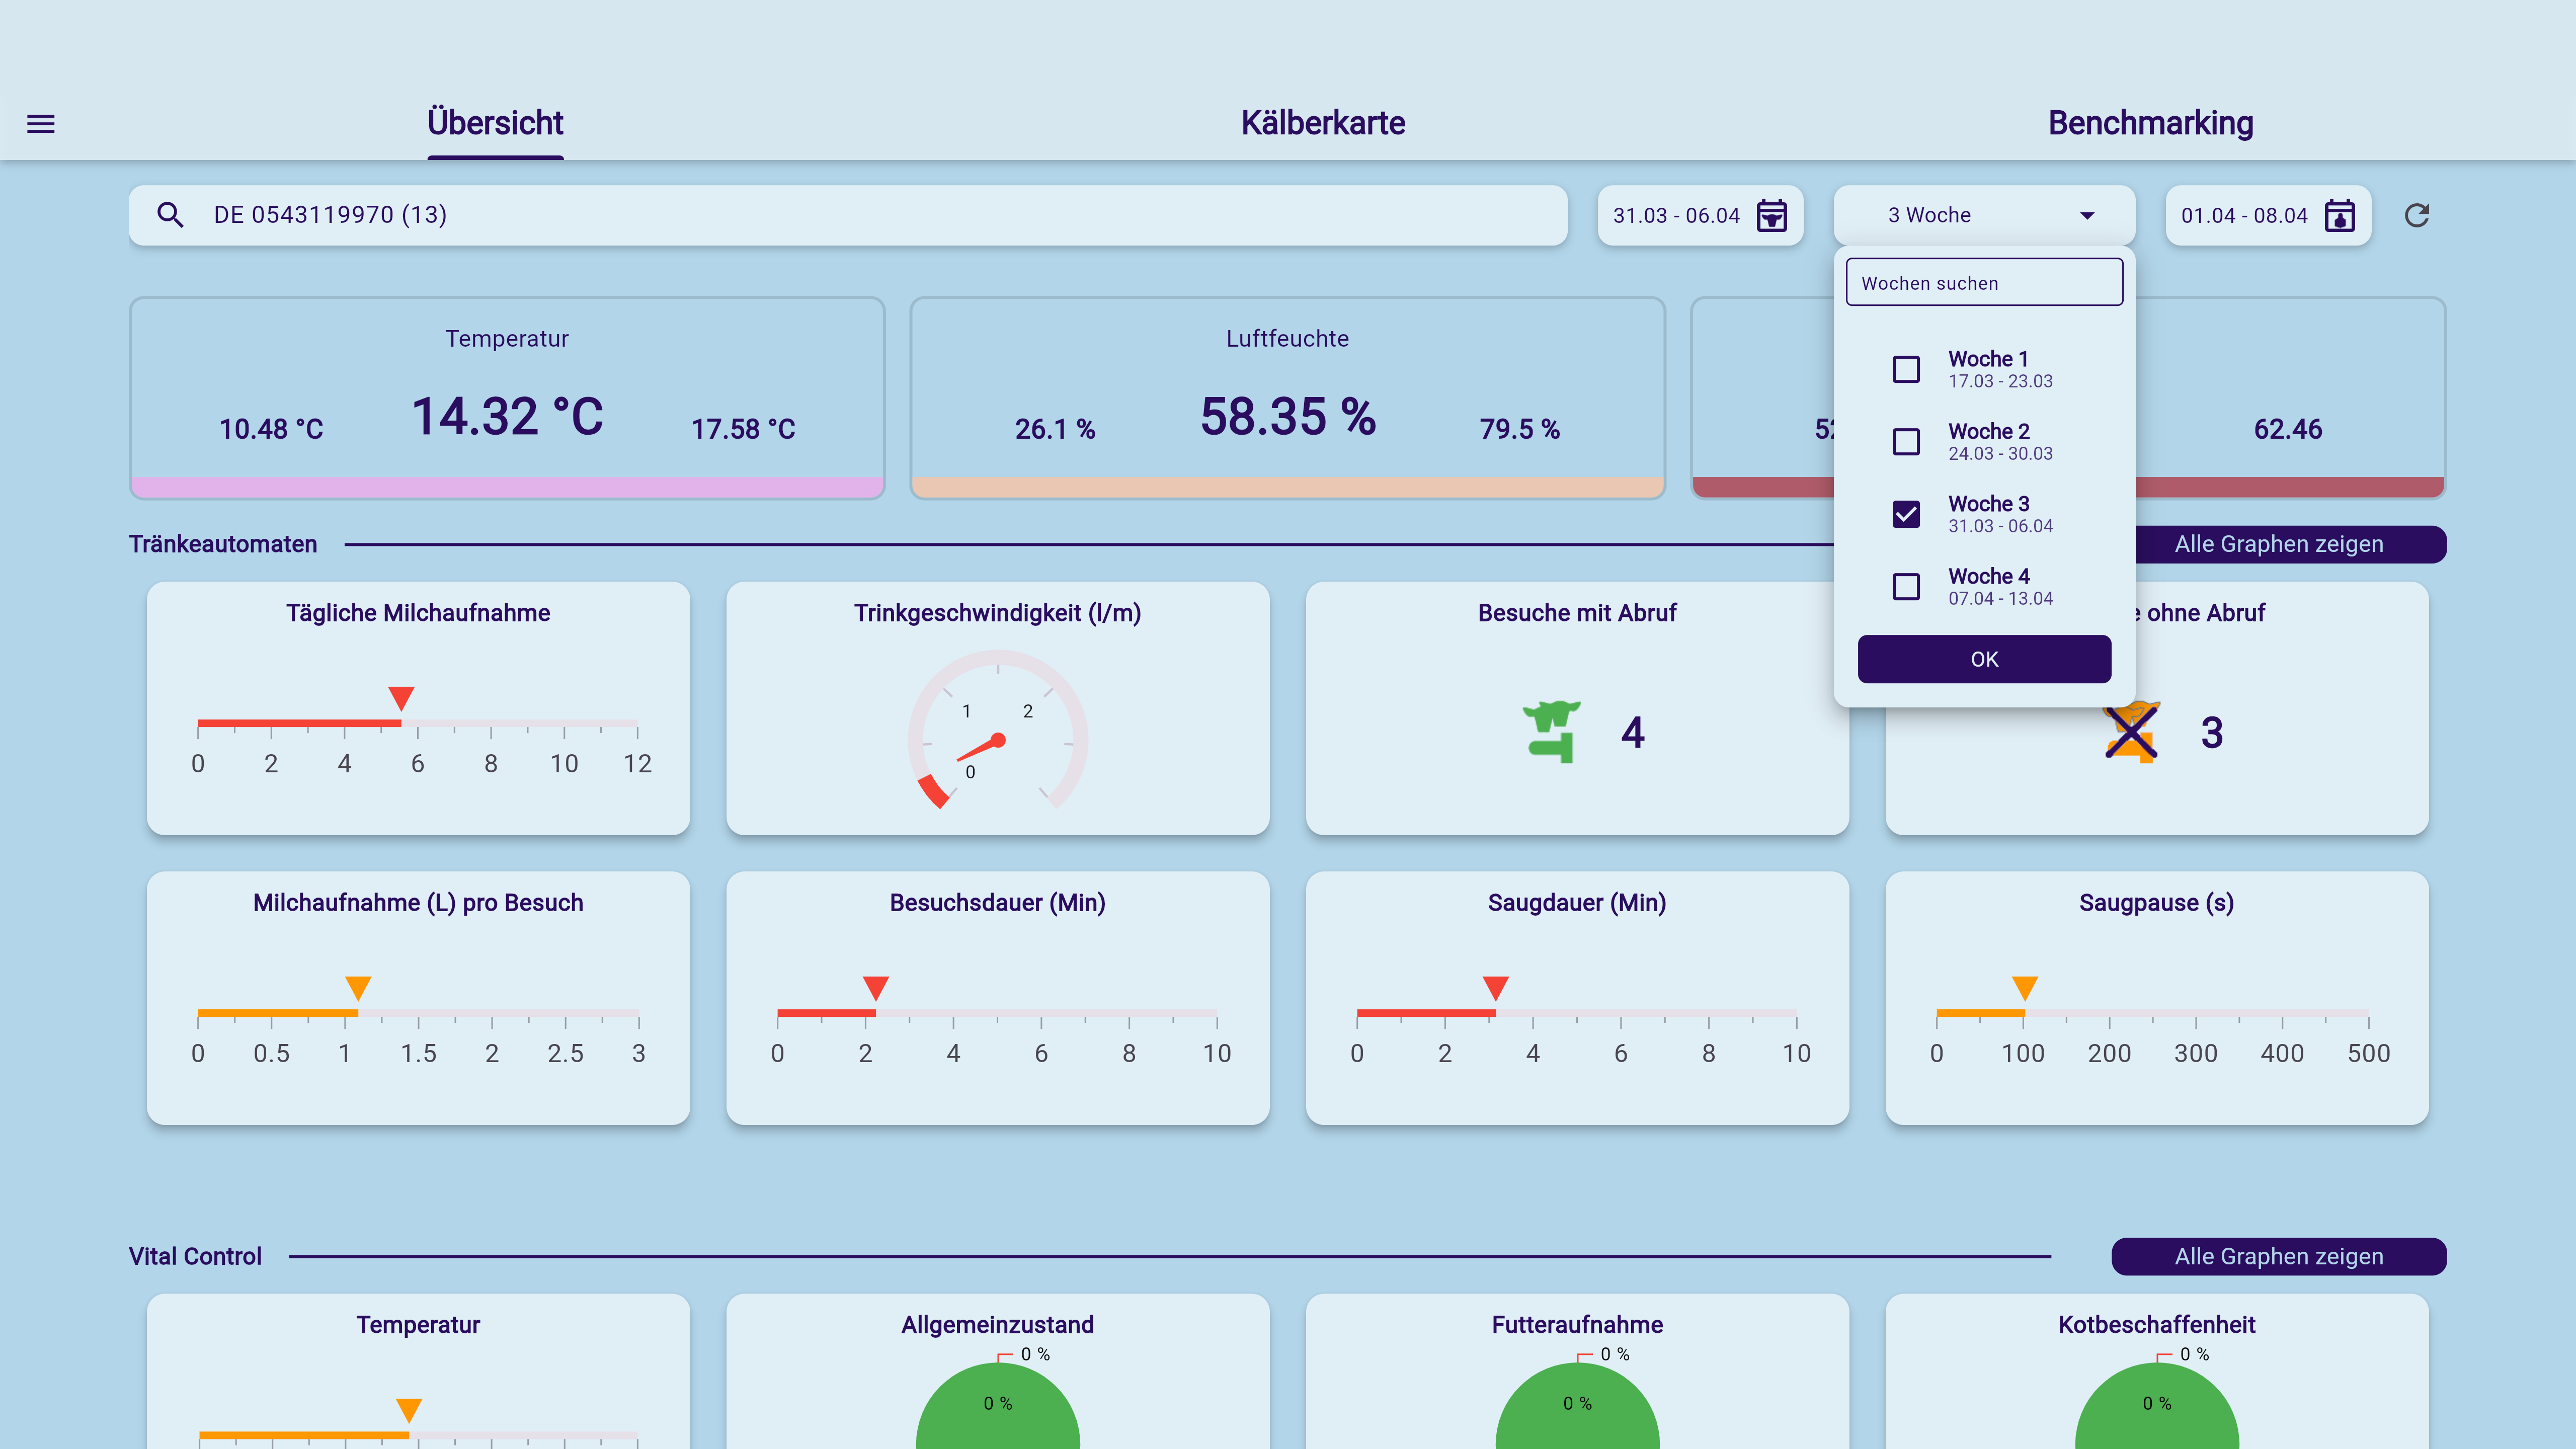 Übersicht
Kälberkarte
Benchmarking
DE 0543119970 (13)
31.03 - 06.04
3 Woche
01.04 - 08.04
Wochen suchen
Woche 1
17.03 - 23.03
Woche 2
24.03 - 30.03
Woche 3
31.03 - 06.04
Woche 4
07.04 - 13.04
OK
Temperatur
10.48 °C
14.32 °C
17.58 °C
Luftfeuchte
26.1 %
58.35 %
79.5 %
62.46
Tränkeautomaten
Alle Graphen zeigen
Tägliche Milchaufnahme
0 2 4 6 8 10 12
Trinkgeschwindigkeit (l/m)
1 2
0
Besuche mit Abruf
4
ohne Abruf
3
Milchaufnahme (L) pro Besuch
0 0.5 1 1.5 2 2.5 3
Besuchsdauer (Min)
0 2 4 6 8 10
Saugdauer (Min)
0 2 4 6 8 10
Saugpause (s)
0 100 200 300 400 500
Vital Control
Alle Graphen zeigen
Temperatur
Allgemeinzustand
0 %
0 %
Futteraufnahme
0 %
0 %
Kotbeschaffenheit
0 %
0 %